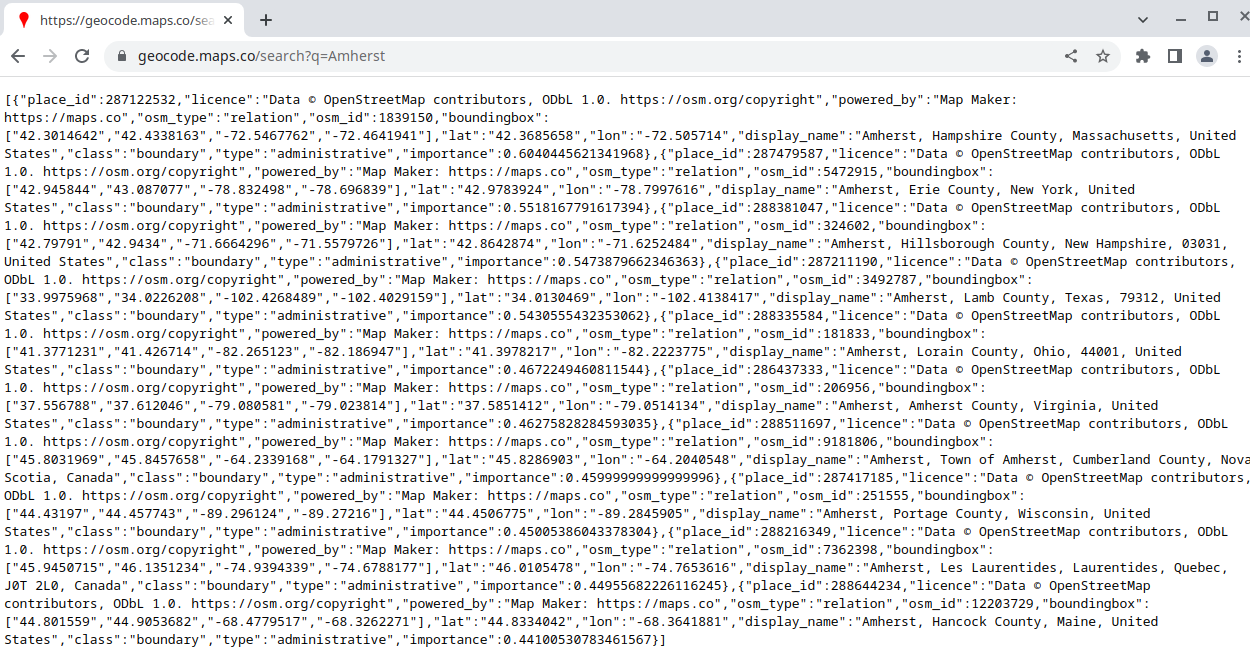 https://geocode.maps.co/sea
geocode.maps.co/search?q=Amherst
[{"place_id":287122532,"licence":"Data © OpenStreetMap contributors, ODbL 1.0. https://osm.org/copyright","powered_by":"Map Maker:
https://maps.co","osm_type":"relation","osm_id":1839150,"boundingbox":
["42.3014642","42.4338163","-72.5467762","-72.4641941"],"lat":"42.3685658","lon":"-72.505714","display_name":"Amherst, Hampshire County, Massachusetts, United
States","class":"boundary","type":"administrative","importance":0.6040445621341968},{"place_id":287479587,"licence":"Data © OpenStreetMap contributors, ODbL
1.0. https://osm.org/copyright","powered_by":"Map Maker: https://maps.co","osm_type":"relation","osm_id":5472915,"boundingbox":
["42.945844","43.087077","-78.832498","-78.696839"],"lat":"42.9783924","lon":"-78.7997616","display_name":"Amherst, Erie County, New York, United
States","class":"boundary","type":"administrative","importance":0.5518167791617394},{"place_id":288381047,"licence":"Data © OpenStreetMap contributors, ODbL
1.0. https://osm.org/copyright","powered_by":"Map Maker: https://maps.co","osm_type":"relation","osm_id":324602,"boundingbox":
["42.79791","42.9434","-71.6664296","-71.5579726"],"lat":"42.8642874","lon":"-71.6252484","display_name":"Amherst, Hillsborough County, New Hampshire, 03031,
United States","class":"boundary","type":"administrative","importance":0.5473879662346363},{"place_id":287211190,"licence":"Data © OpenStreetMap contributors,
ODbL 1.0. https://osm.org/copyright","powered_by":"Map Maker: https://maps.co","osm_type":"relation","osm_id":3492787,"boundingbox":
["33.9975968","34.0226208","-102.4268489","-102.4029159"],"lat":"34.0130469","lon":"-102.4138417","display_name":"Amherst, Lamb County, Texas, 79312, United
States","class":"boundary","type":"administrative","importance":0.5430555432353062},{"place_id":288335584,"licence":"Data © OpenStreetMap contributors, ODbL
1.0. https://osm.org/copyright","powered_by":"Map Maker: https://maps.co","osm_type":"relation","osm_id":181833,"boundingbox":
["41.3771231","41.426714","-82.265123","-82.186947"],"lat":"41.3978217","lon":"-82.2223775","display_name":"Amherst, Lorain County, Ohio, 44001, United
States","class":"boundary","type":"administrative","importance":0.4672249460811544},{"place_id":286437333,"licence":"Data © OpenStreetMap contributors, ODbL
1.0. https://osm.org/copyright","powered_by":"Map Maker: https://maps.co","osm_type":"relation","osm_id":206956,"boundingbox":
["37.556788","37.612046","-79.080581","-79.023814"],"lat":"37.5851412","lon":"-79.0514134","display_name":"Amherst, Amherst County, Virginia, United
States","class":"boundary","type":"administrative","importance":0.46275828284593035},{"place_id":288511697,"licence":"Data © OpenStreetMap contributors, ODbL
1.0. https://osm.org/copyright","powered_by":"Map Maker: https://maps.co","osm_type":"relation","osm_id":9181806,"boundingbox":
["45.8031969","45.8457658","-64.2339168","-64.1791327"],"lat":"45.8286903","lon":"-64.2040548","display_name":"Amherst, Town of Amherst, Cumberland County, Nova
Scotia, Canada","class":"boundary","type":"administrative","importance":0.45999999999999996},{"place_id":287417185,"licence":"Data © OpenStreetMap contributors,
ODbL 1.0. https://osm.org/copyright","powered_by":"Map Maker: https://maps.co","osm_type":"relation","osm_id":251555,"boundingbox":
["44.43197","44.457743","-89.296124","-89.27216"],"lat":"44.4506775","lon":"-89.2845905","display_name":"Amherst, Portage County, Wisconsin, United
States","class":"boundary","type":"administrative","importance":0.45005386043378304},{"place_id":288216349,"licence":"Data © OpenStreetMap contributors, ODbL
1.0. https://osm.org/copyright","powered_by":"Map Maker: https://maps.co","osm_type":"relation","osm_id":7362398,"boundingbox":
["45.9450715","46.1351234","-74.9394339","-74.6788177"],"lat":"46.0105478","lon":"-74.7653616","display_name":"Amherst, Les Laurentides, Laurentides, Quebec,
J0T 2L0, Canada","class":"boundary","type":"administrative","importance":0.44955682226116245},{"place_id":288644234,"licence":"Data © OpenStreetMap
contributors, ODbL 1.0. https://osm.org/copyright","powered_by":"Map Maker: https://maps.co","osm_type":"relation","osm_id":12203729,"boundingbox":
["44.801559","44.9053682","-68.4779517","-68.3262271"],"lat":"44.8334042","lon":"-68.3641881","display_name":"Amherst, Hancock County, Maine, United
States","class":"boundary","type":"administrative","importance":0.44100530783461567}]